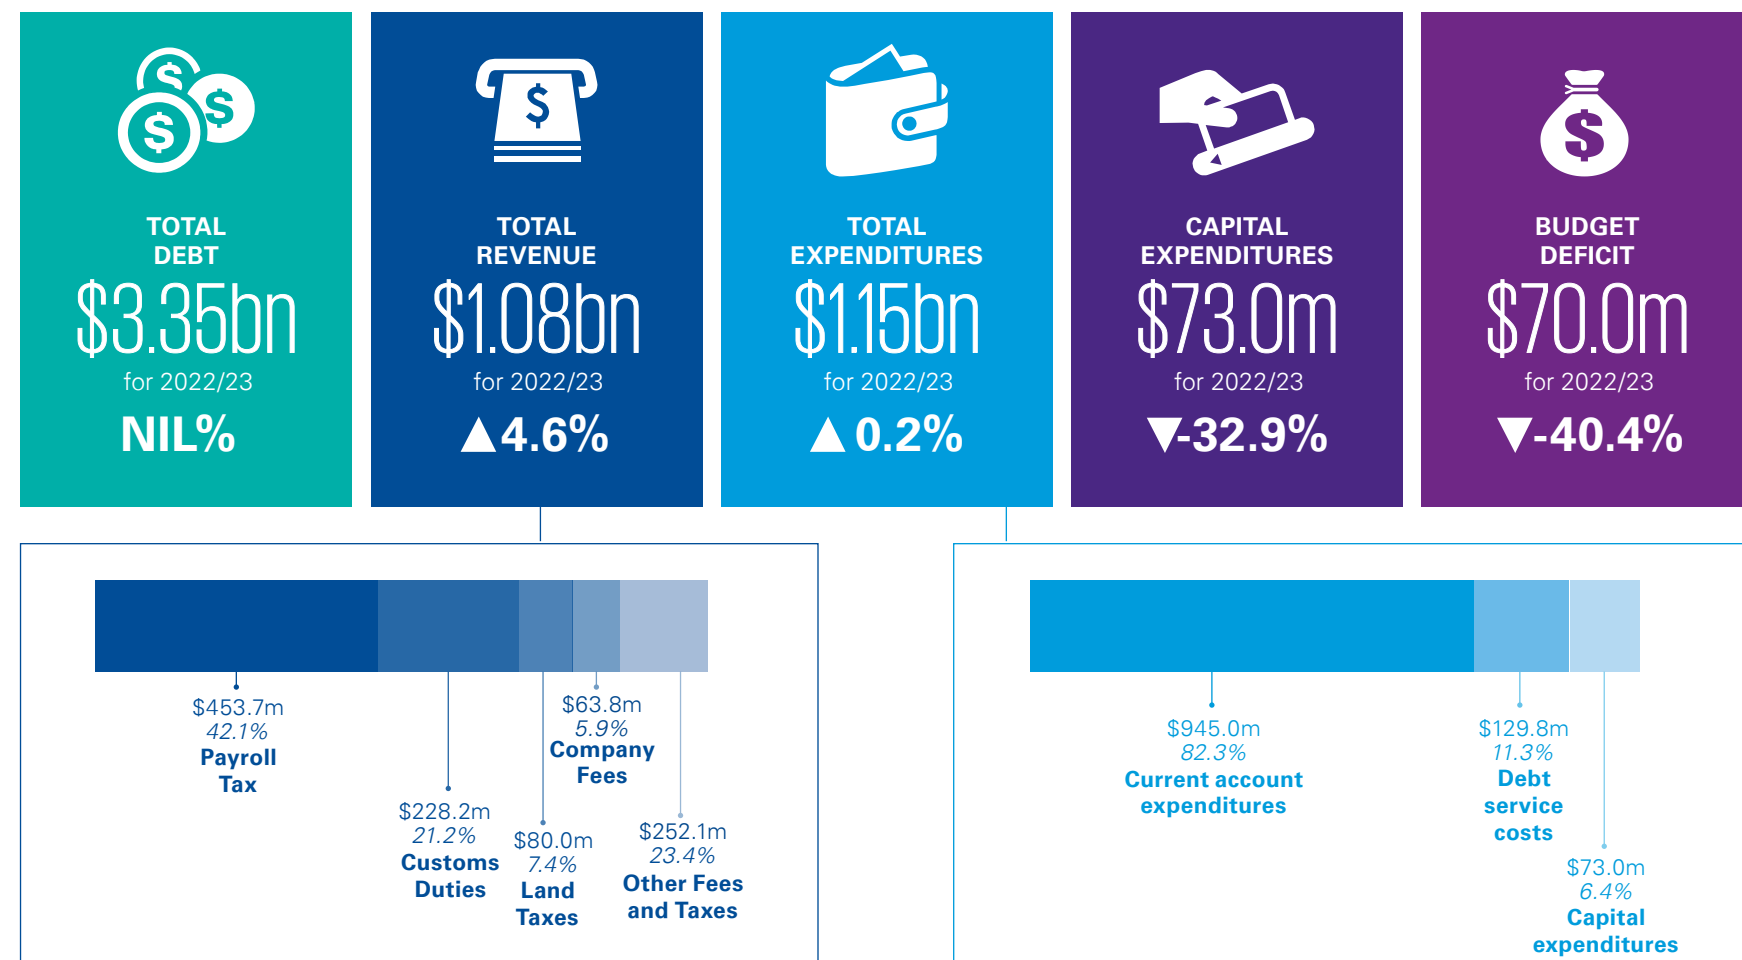 TOTAL
DEBT
$3.35bn
for 2022/23
NIL%
TOTAL
REVENUE
$1.08bn
for 2022/23
▲4.6%
TOTAL
EXPENDITURES
$1.15bn
for 2022/23
▲ 0.2%
CAPITAL
EXPENDITURES
$73.0m
for 2022/23
▼-32.9%
BUDGET
DEFICIT
$70.0m
for 2022/23
▼-40.4%
$453.7m
42.1%
Payroll
Tax
$228.2m
21.2%
Customs
Duties
$80.0m
7.4%
Land
Taxes
$63.8m
5.9%
Company
Fees
$252.1m
23.4%
Other Fees
and Taxes
$945.0m
82.3%
Current account
expenditures
$129.8m
11.3%
Debt
service
costs
$73.0m
6.4%
Capital
expenditures